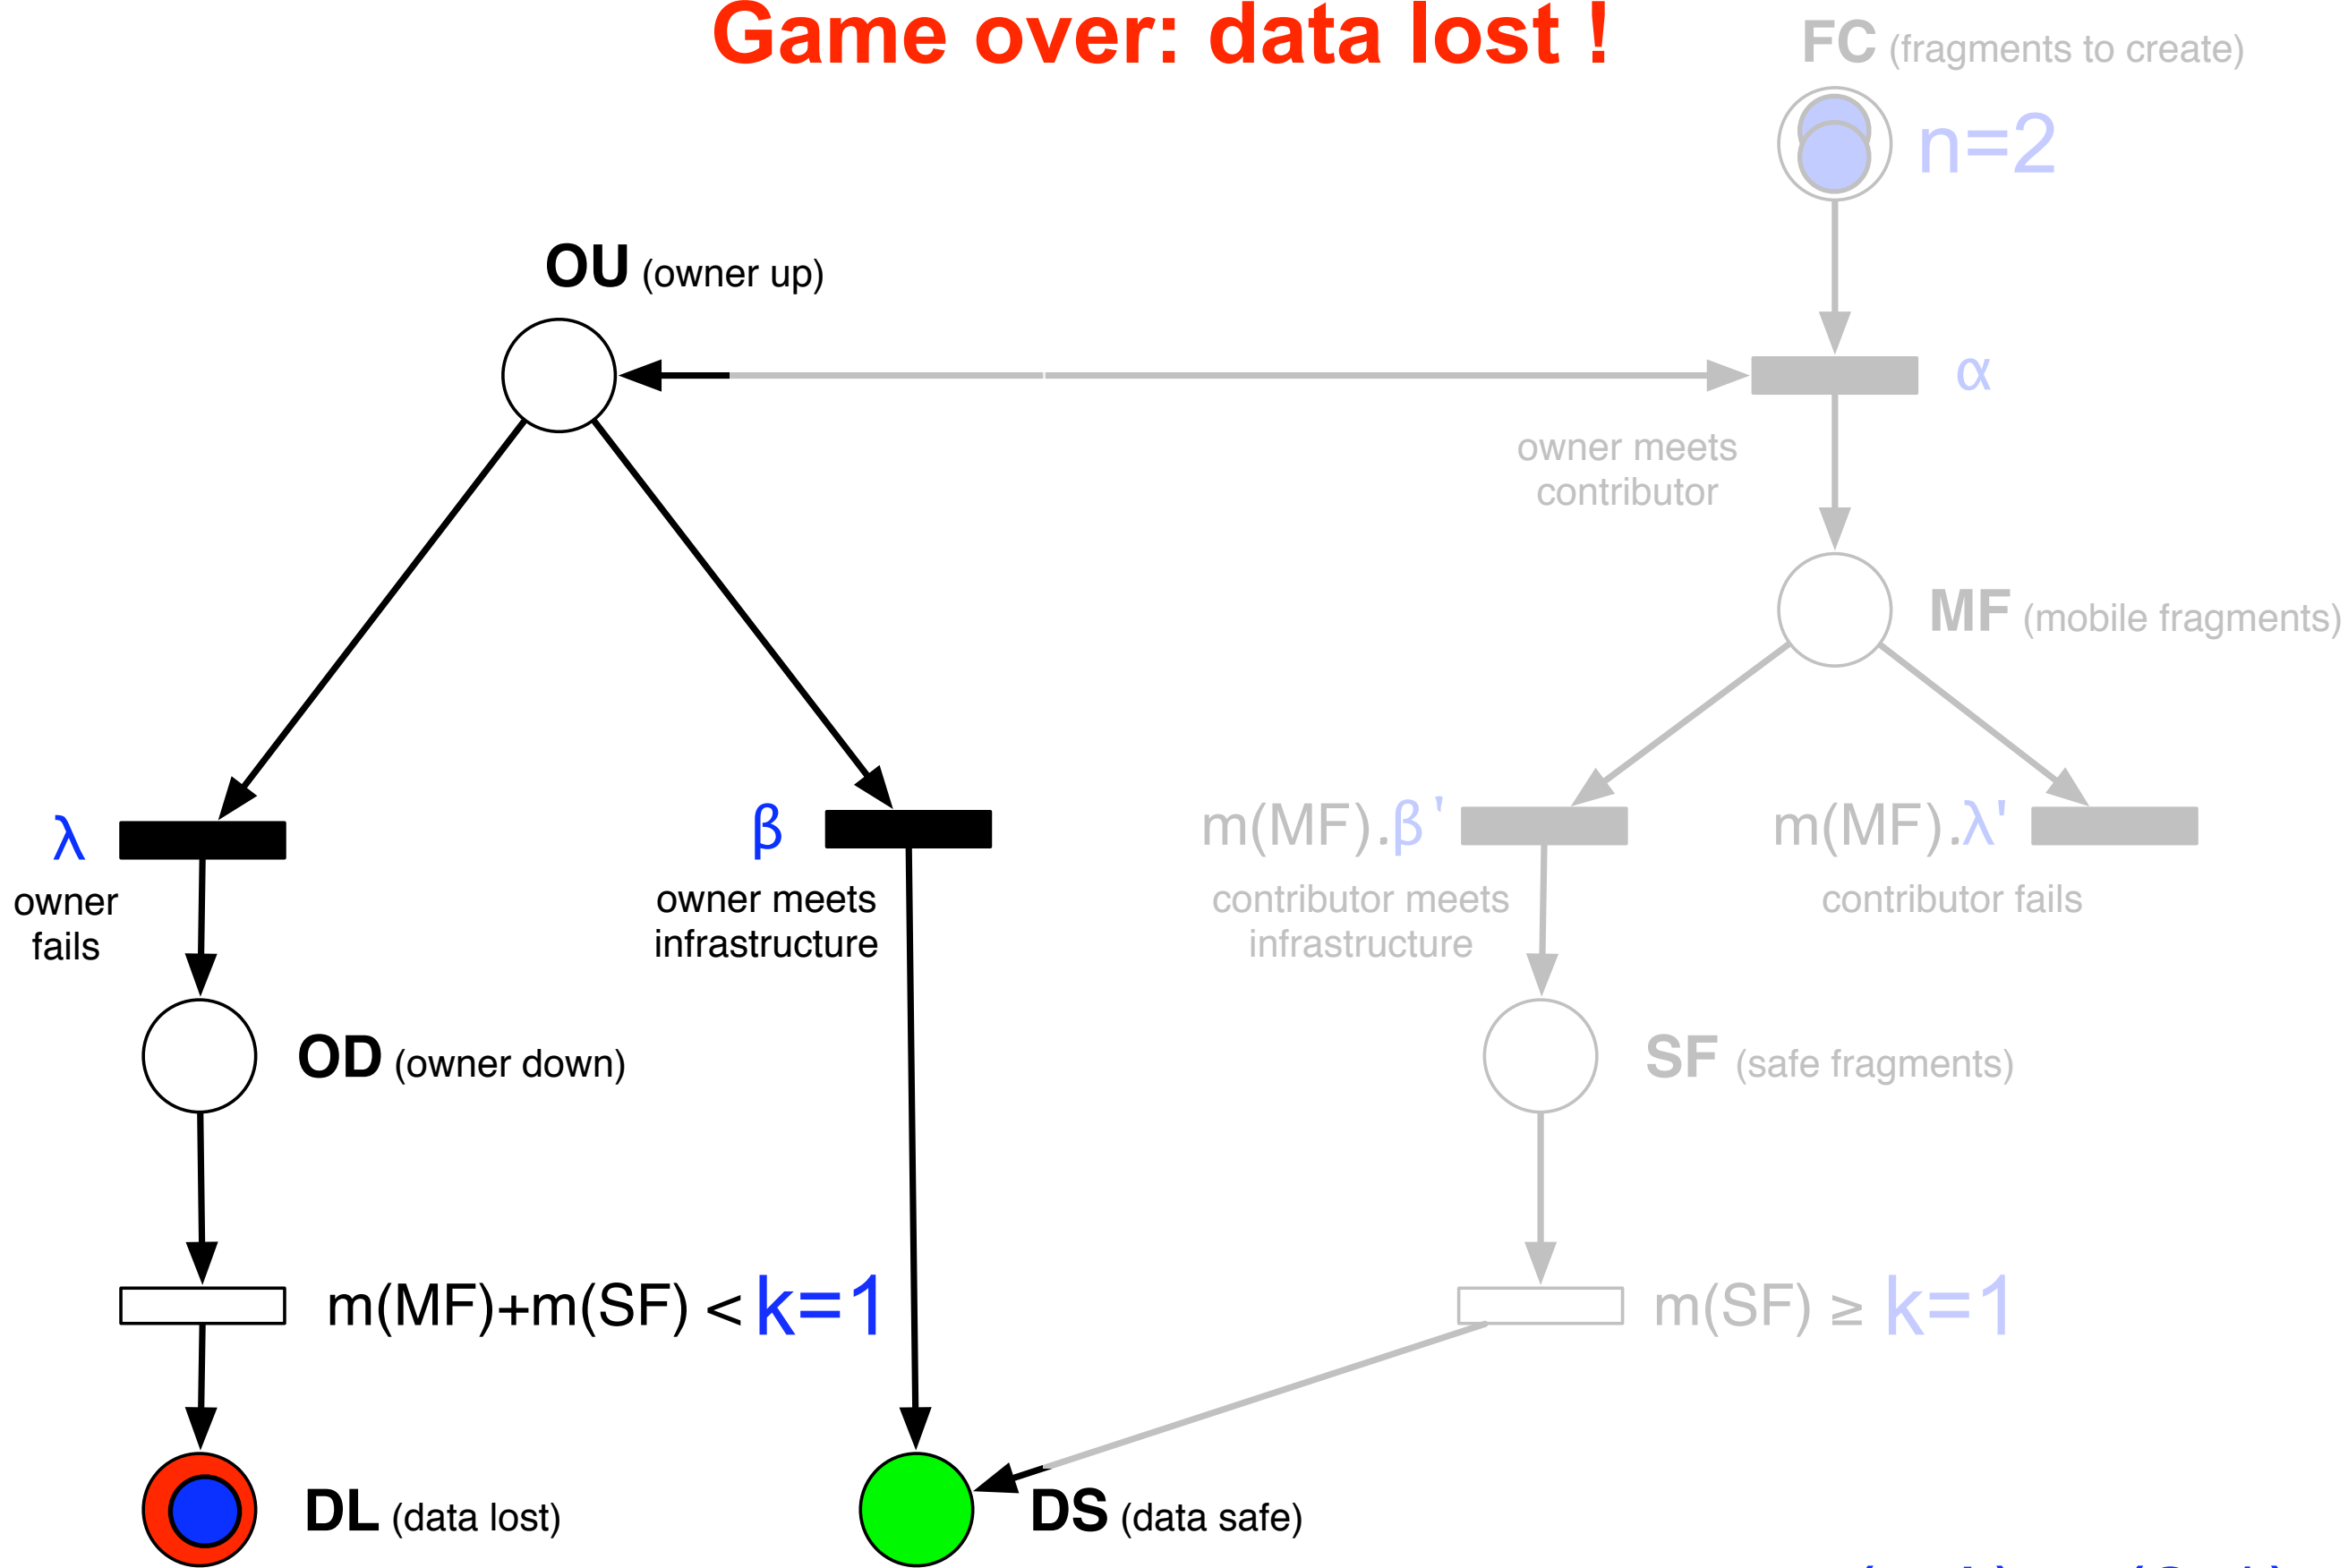 Game over: data lost !
FC (fragments to create)
n=2
OU (owner up)
α
owner meets
contributor
MF (mobile fragments)
λ
owner
fails
β
owner meets
infrastructure
m(MF).β'
contributor meets
infrastructure
m(MF).λ'
contributor fails
OD (owner down)
SF (safe fragments)
m(MF)+m(SF) < k=1
m(SF) ≥ k=1
DL (data lost)
DS (data safe)